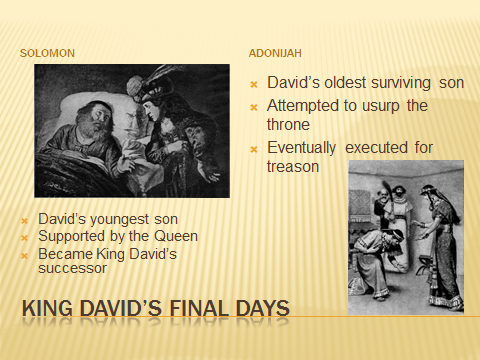 SOLOMON
David’s youngest son
Supported by the Queen
Became King David’s
successor
ADONIJAH
David’s oldest surviving son
Attempted to usurp the
throne
Eventually executed for
treason
KING DAVID’S FINAL DAYS